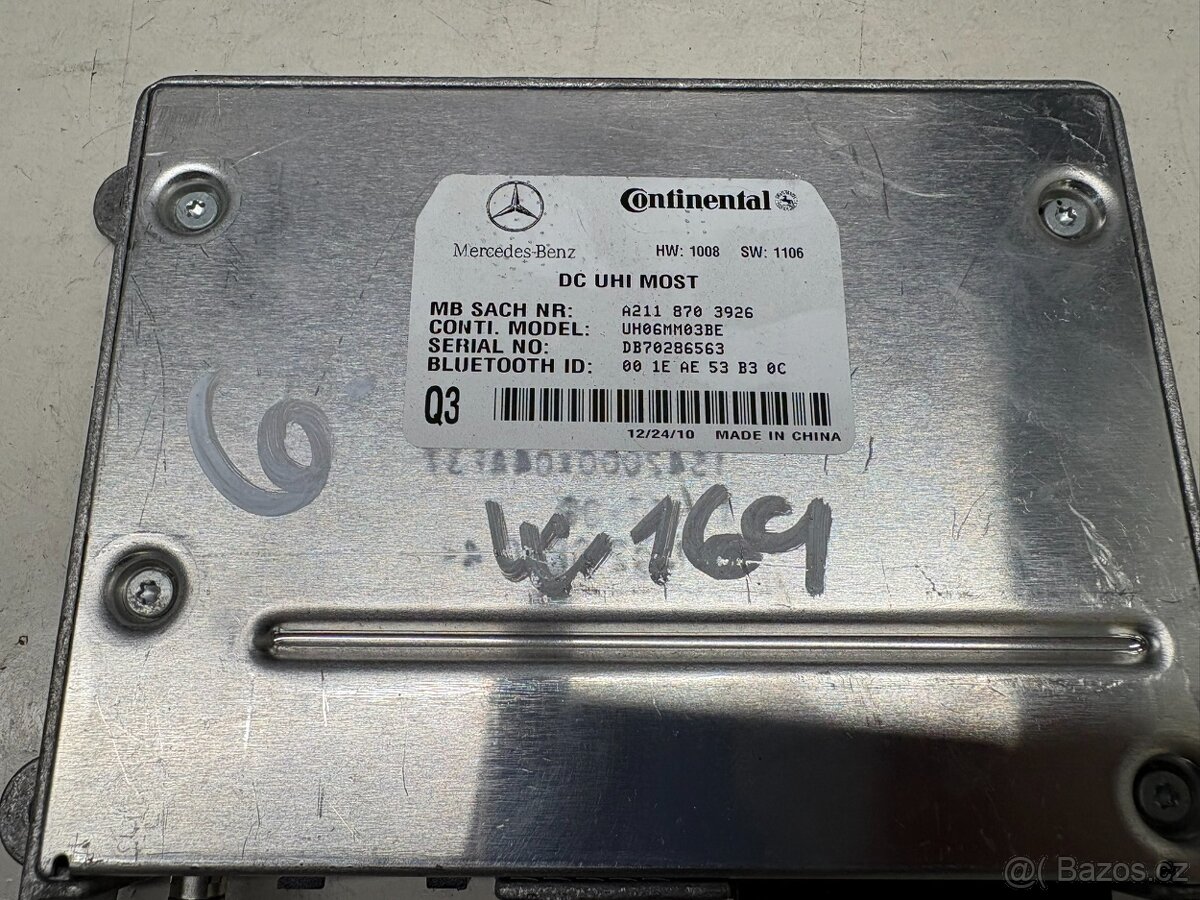 Mercedes-Benz
Continental
HW: 1008 SW: 1106
DC UHI MOST
MB SACH NR: A211 870 3926
CONTI. MODEL: UH06MM03BE
SERIAL NO: DB70286563
BLUETOOTH ID: 00 1E AE 53 B3 0C
Q3
12/24/10 MADE IN CHINA
6
W169
@( Bazoš.cz